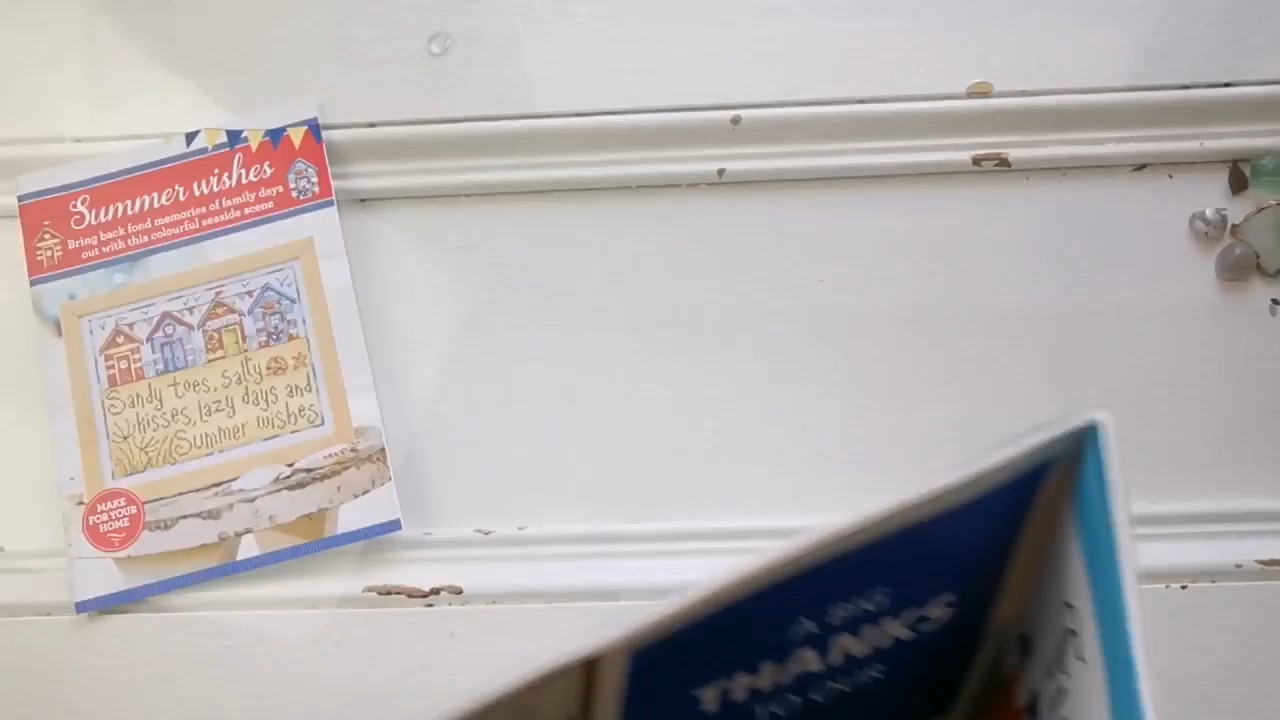 Summer wishes
Bring back fond memories of family days
out with this colourful seaside scene
Sandy toes, salty
kisses, lazy days and
Summer wishes
MAKE
FOR YOUR
HOME
THANKS